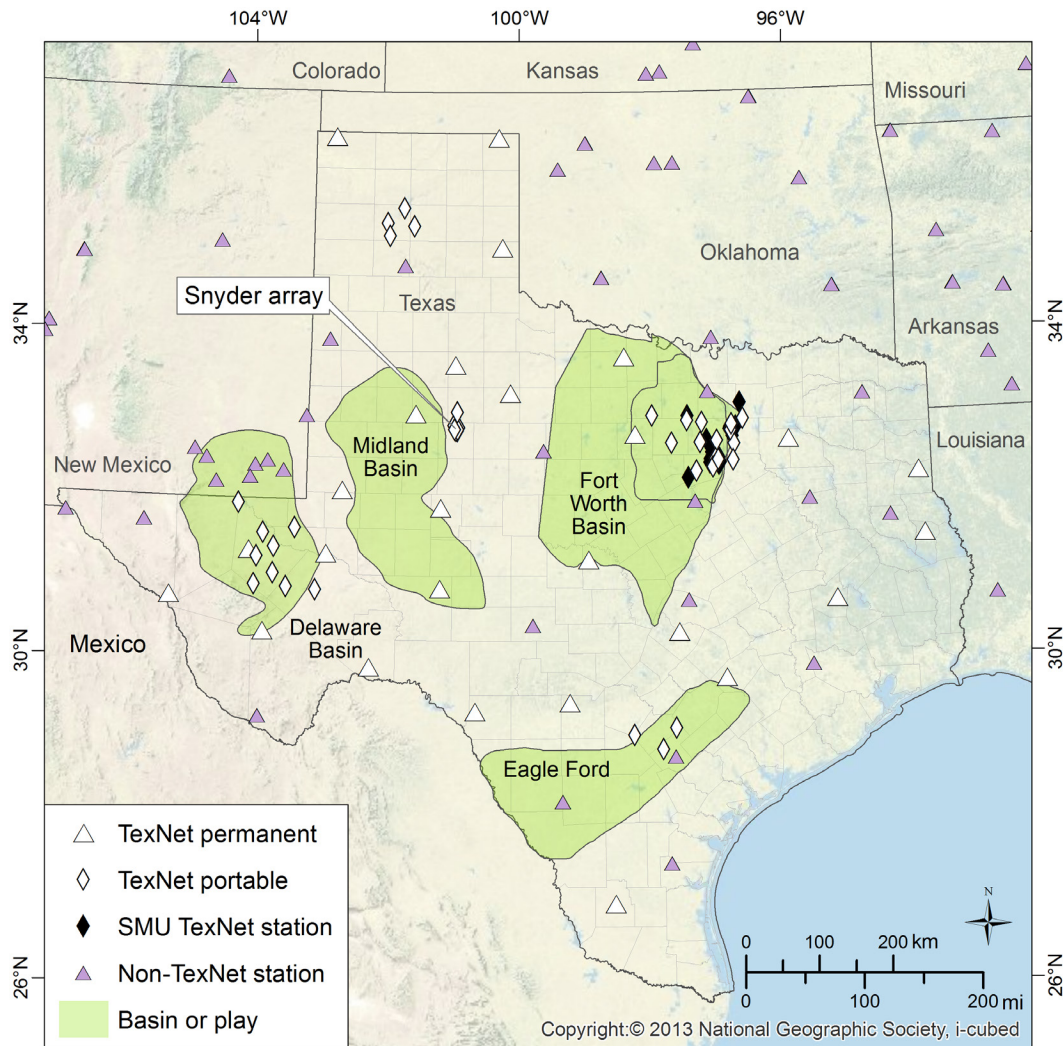 104°W
100°W
96°W
Colorado
Kansas
Missouri
Oklahoma
Snyder array
Texas
34°N
34°N
Arkansas
Midland
Basin
New Mexico
Louisiana
Fort
Worth
Basin
Mexico
Delaware
Basin
30°N
30°N
Eagle Ford
TexNet permanent
TexNet portable
SMU TexNet station
Non-TexNet station
Basin or play
N
0 100 200 km
0 100 200 mi
26°N
26°N
Copyright:© 2013 National Geographic Society, i-cubed